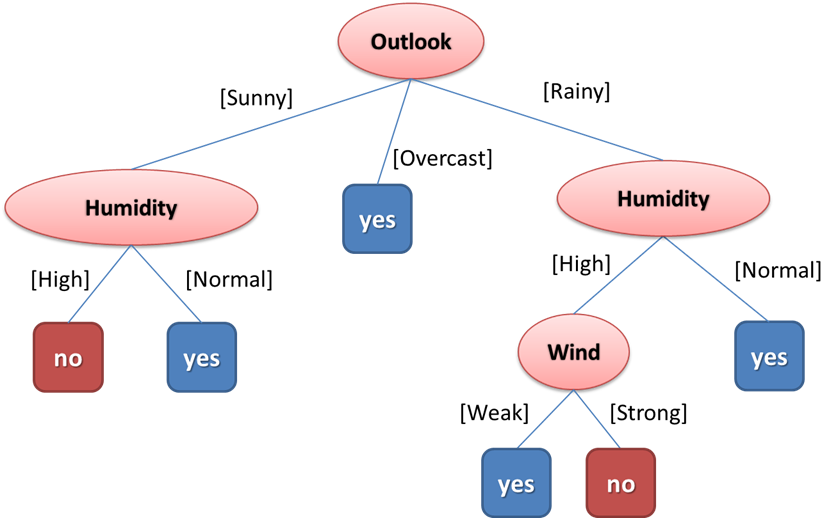 Outlook
[Sunny]
[Rainy]
[Overcast]
Humidity
yes
Humidity
[High]
[Normal]
[High]
[Normal]
no
yes
Wind
yes
[Weak]
[Strong]
yes
no